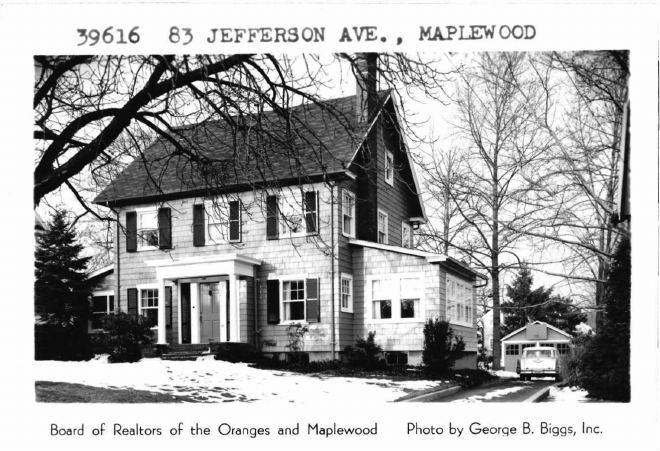 39616 83 JEFFERSON AVE., MAPLEWOOD
Board of Realtors of the Oranges and Maplewood Photo by George B. Biggs, Inc.